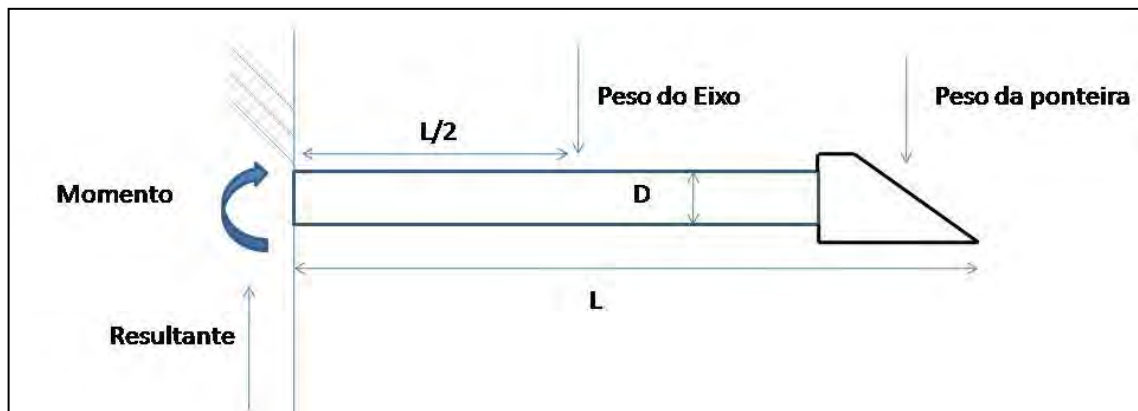 Peso do Eixo
Peso da ponteira
L/2
Momento
D
L
Resultante